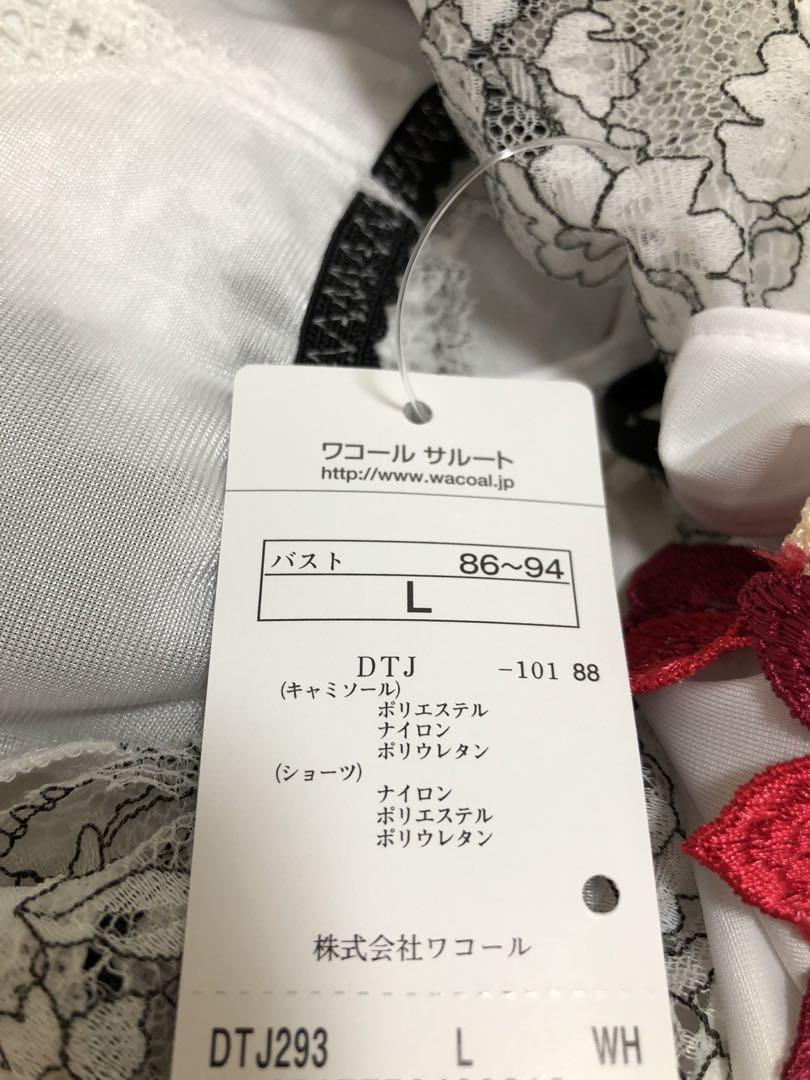 ワコール サルート
http://www.wacoal.jp
バスト 86~94
L
DTJ -101 88
(キャミソール)
ポリエステル
ナイロン
ポリウレタン
(ショーツ)
ナイロン
ポリエステル
ポリウレタン
株式会社ワコール
DTJ293 L WH